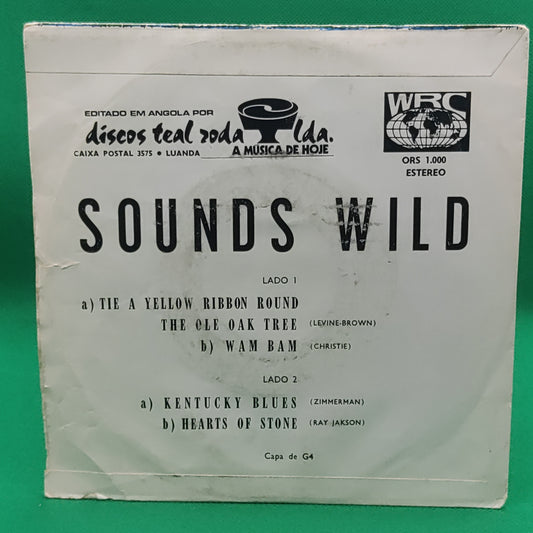 EDITADO EM ANGOLA POR
discos teal roda lda.
CAIXA POSTAL 3575 • LUANDA
A MÚSICA DE HOJE
WRC
ORS 1.000
ESTEREO
SOUNDS WILD
LADO 1
a) TIE A YELLOW RIBBON ROUND
THE OLE OAK TREE (LEVINE-BROWN)
b) WAM BAM (CHRISTIE)
LADO 2
a) KENTUCKY BLUES (ZIMMERMAN)
b) HEARTS OF STONE (RAY JAKSON)
Capa de G4